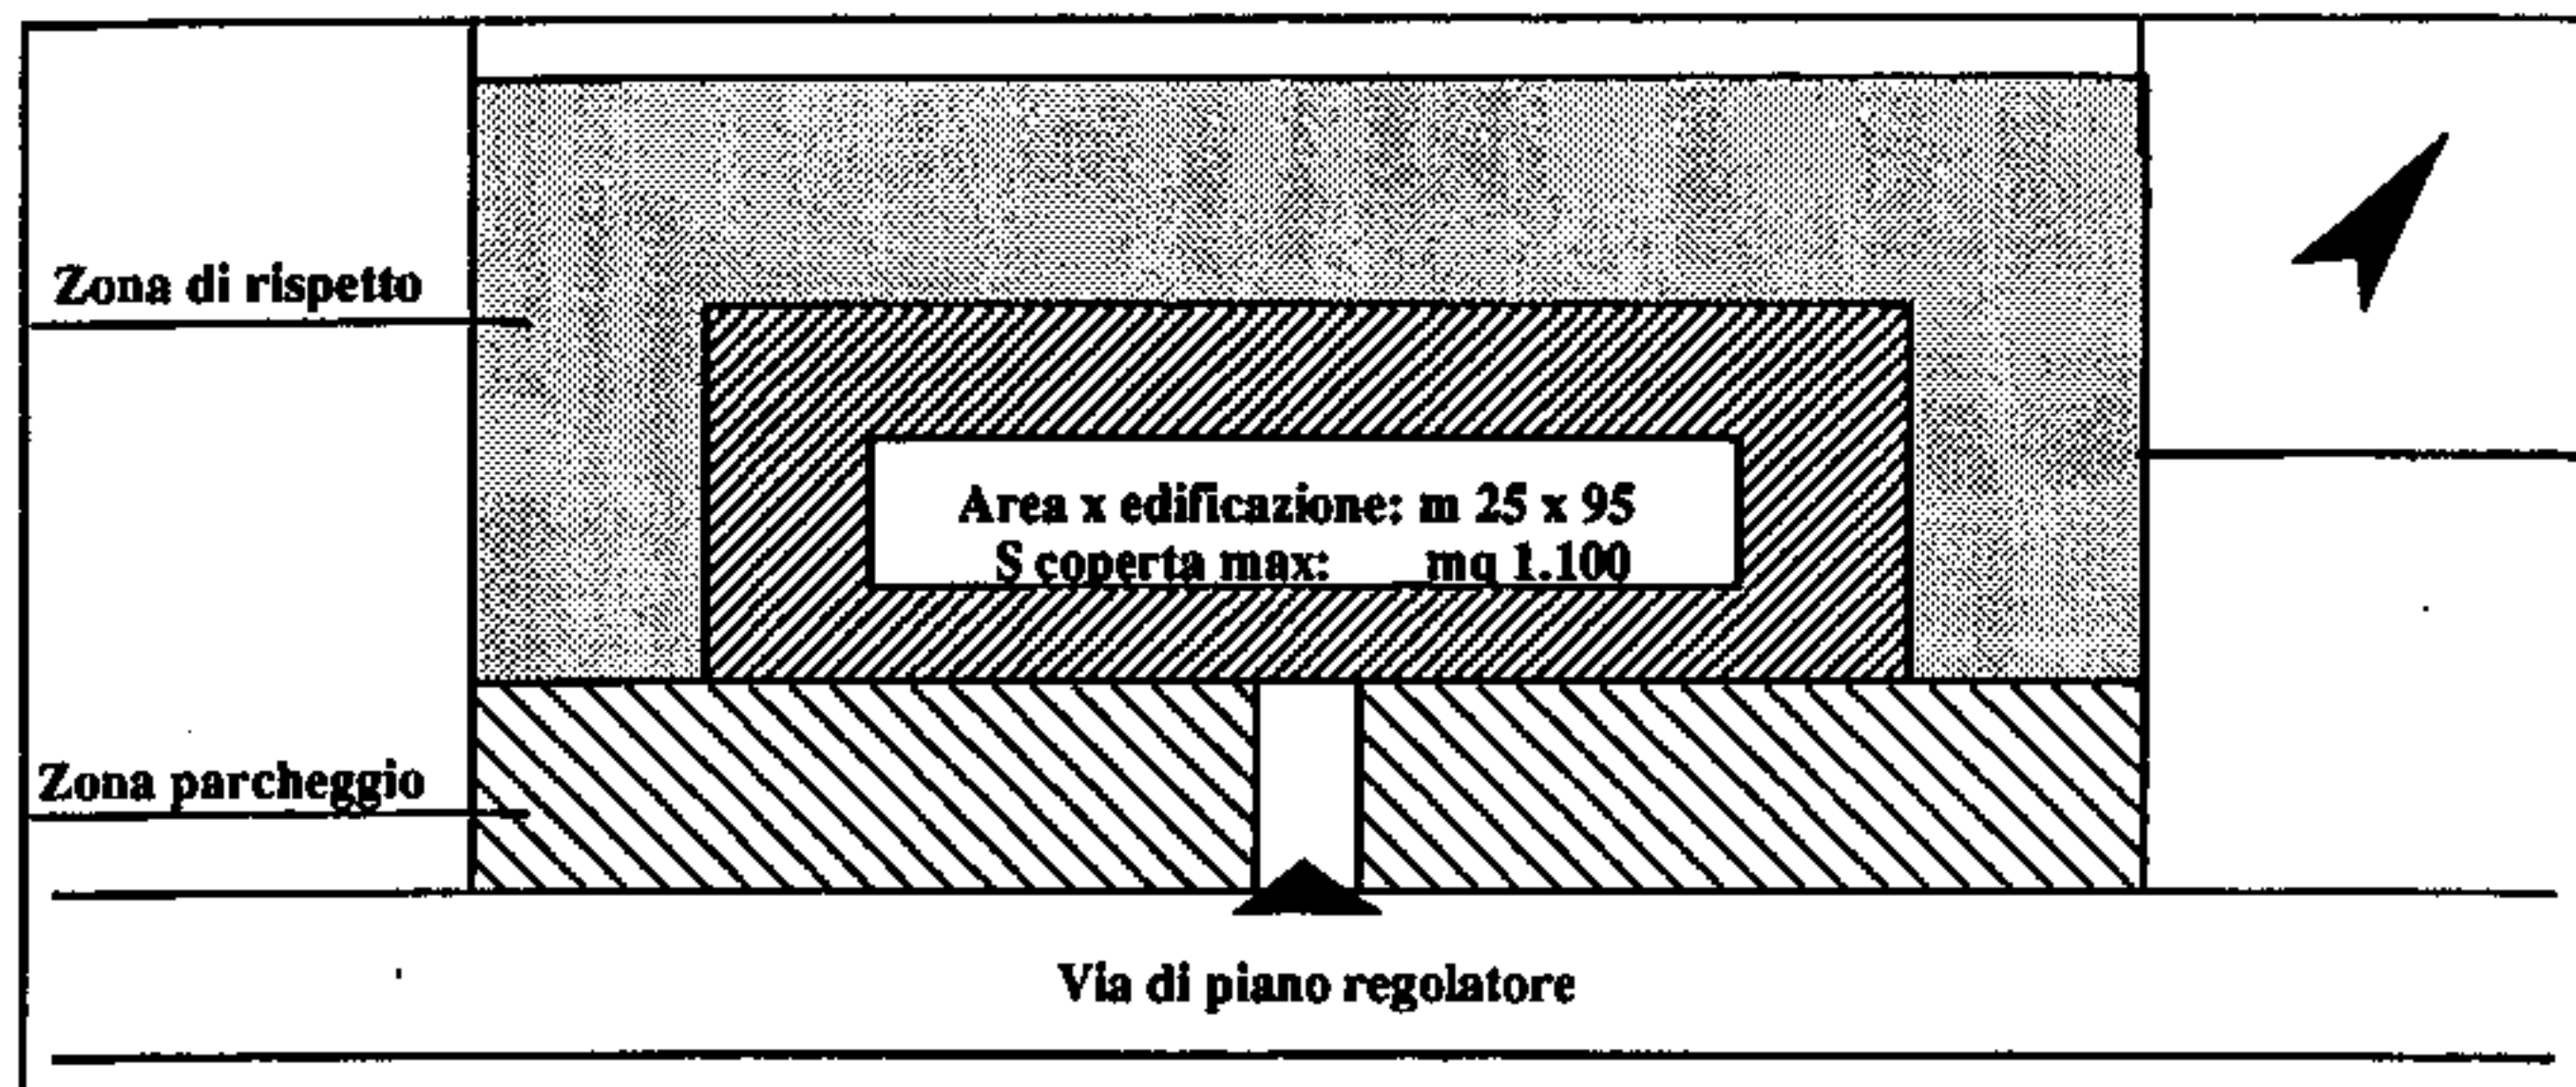 Zona di rispetto
Area x edificazione: m 25 x 95
S coperta max: mq 1.100
Zona parcheggio
Via di piano regolatore